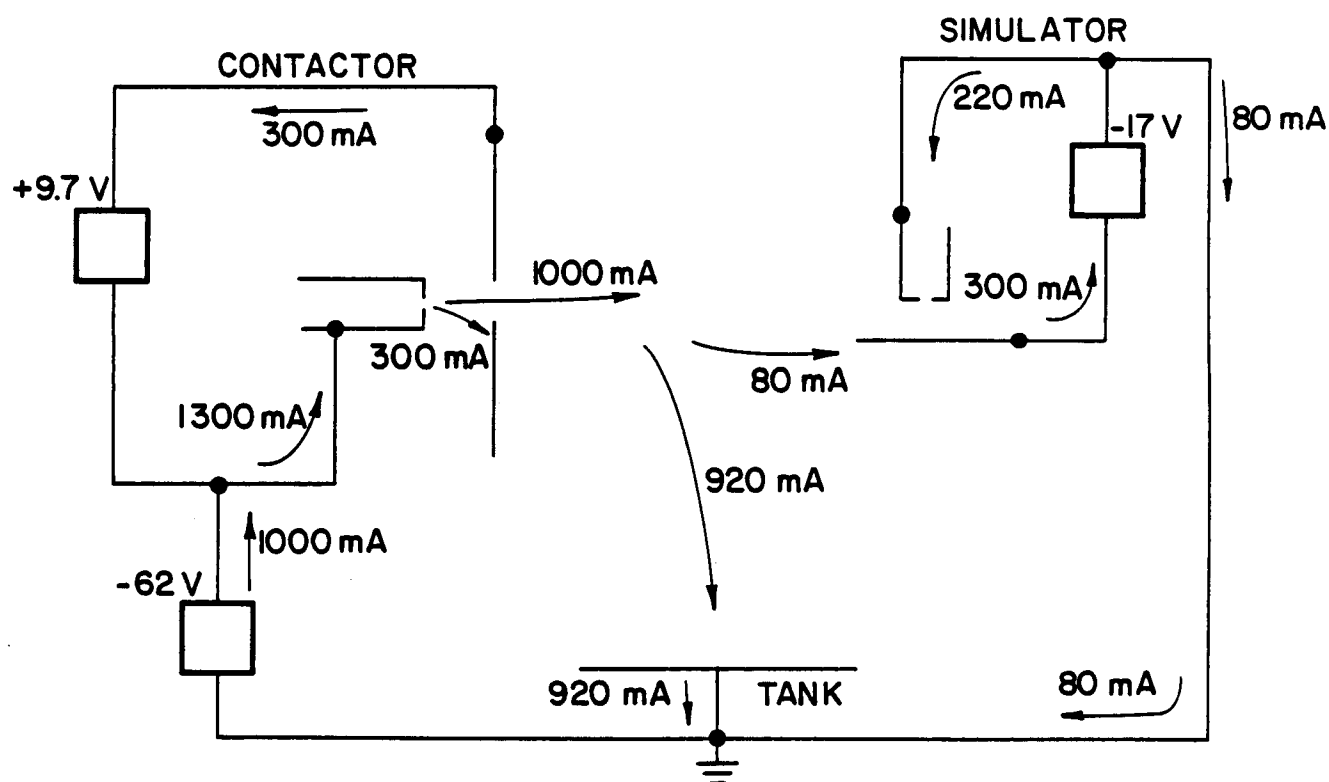 SIMULATOR
CONTACTOR
220 mA
300 mA
-17 V
80 mA
+9.7 V
1000 mA
300 mA
300 mA
80 mA
1300 mA
920 mA
1000 mA
-62 V
920 mA
TANK
80 mA